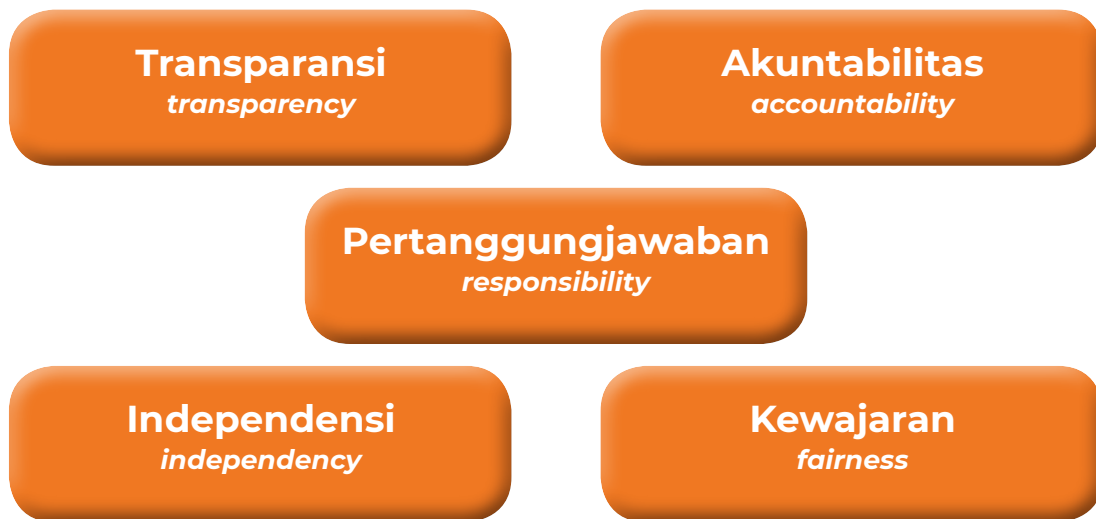 Transparansi
transparency
Akuntabilitas
accountability
Pertanggungjawaban
responsibility
Independensi
independency
Kewajaran
fairness